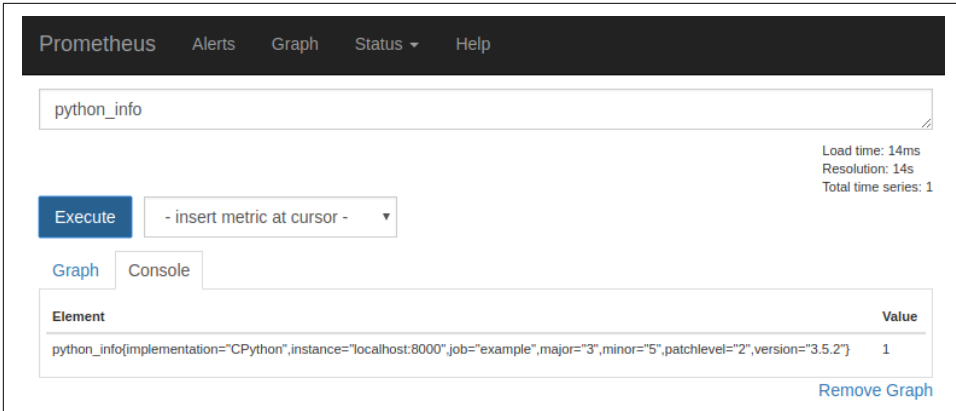 Prometheus Alerts Graph Status Help
python_info
Load time: 14ms
Resolution: 14s
Total time series: 1
Execute - insert metric at cursor -
Graph Console
Element Value
python_info{implementation="CPython",instance="localhost:8000",job="example",major="3",minor="5",patchlevel="2",version="3.5.2"} 1
Remove Graph